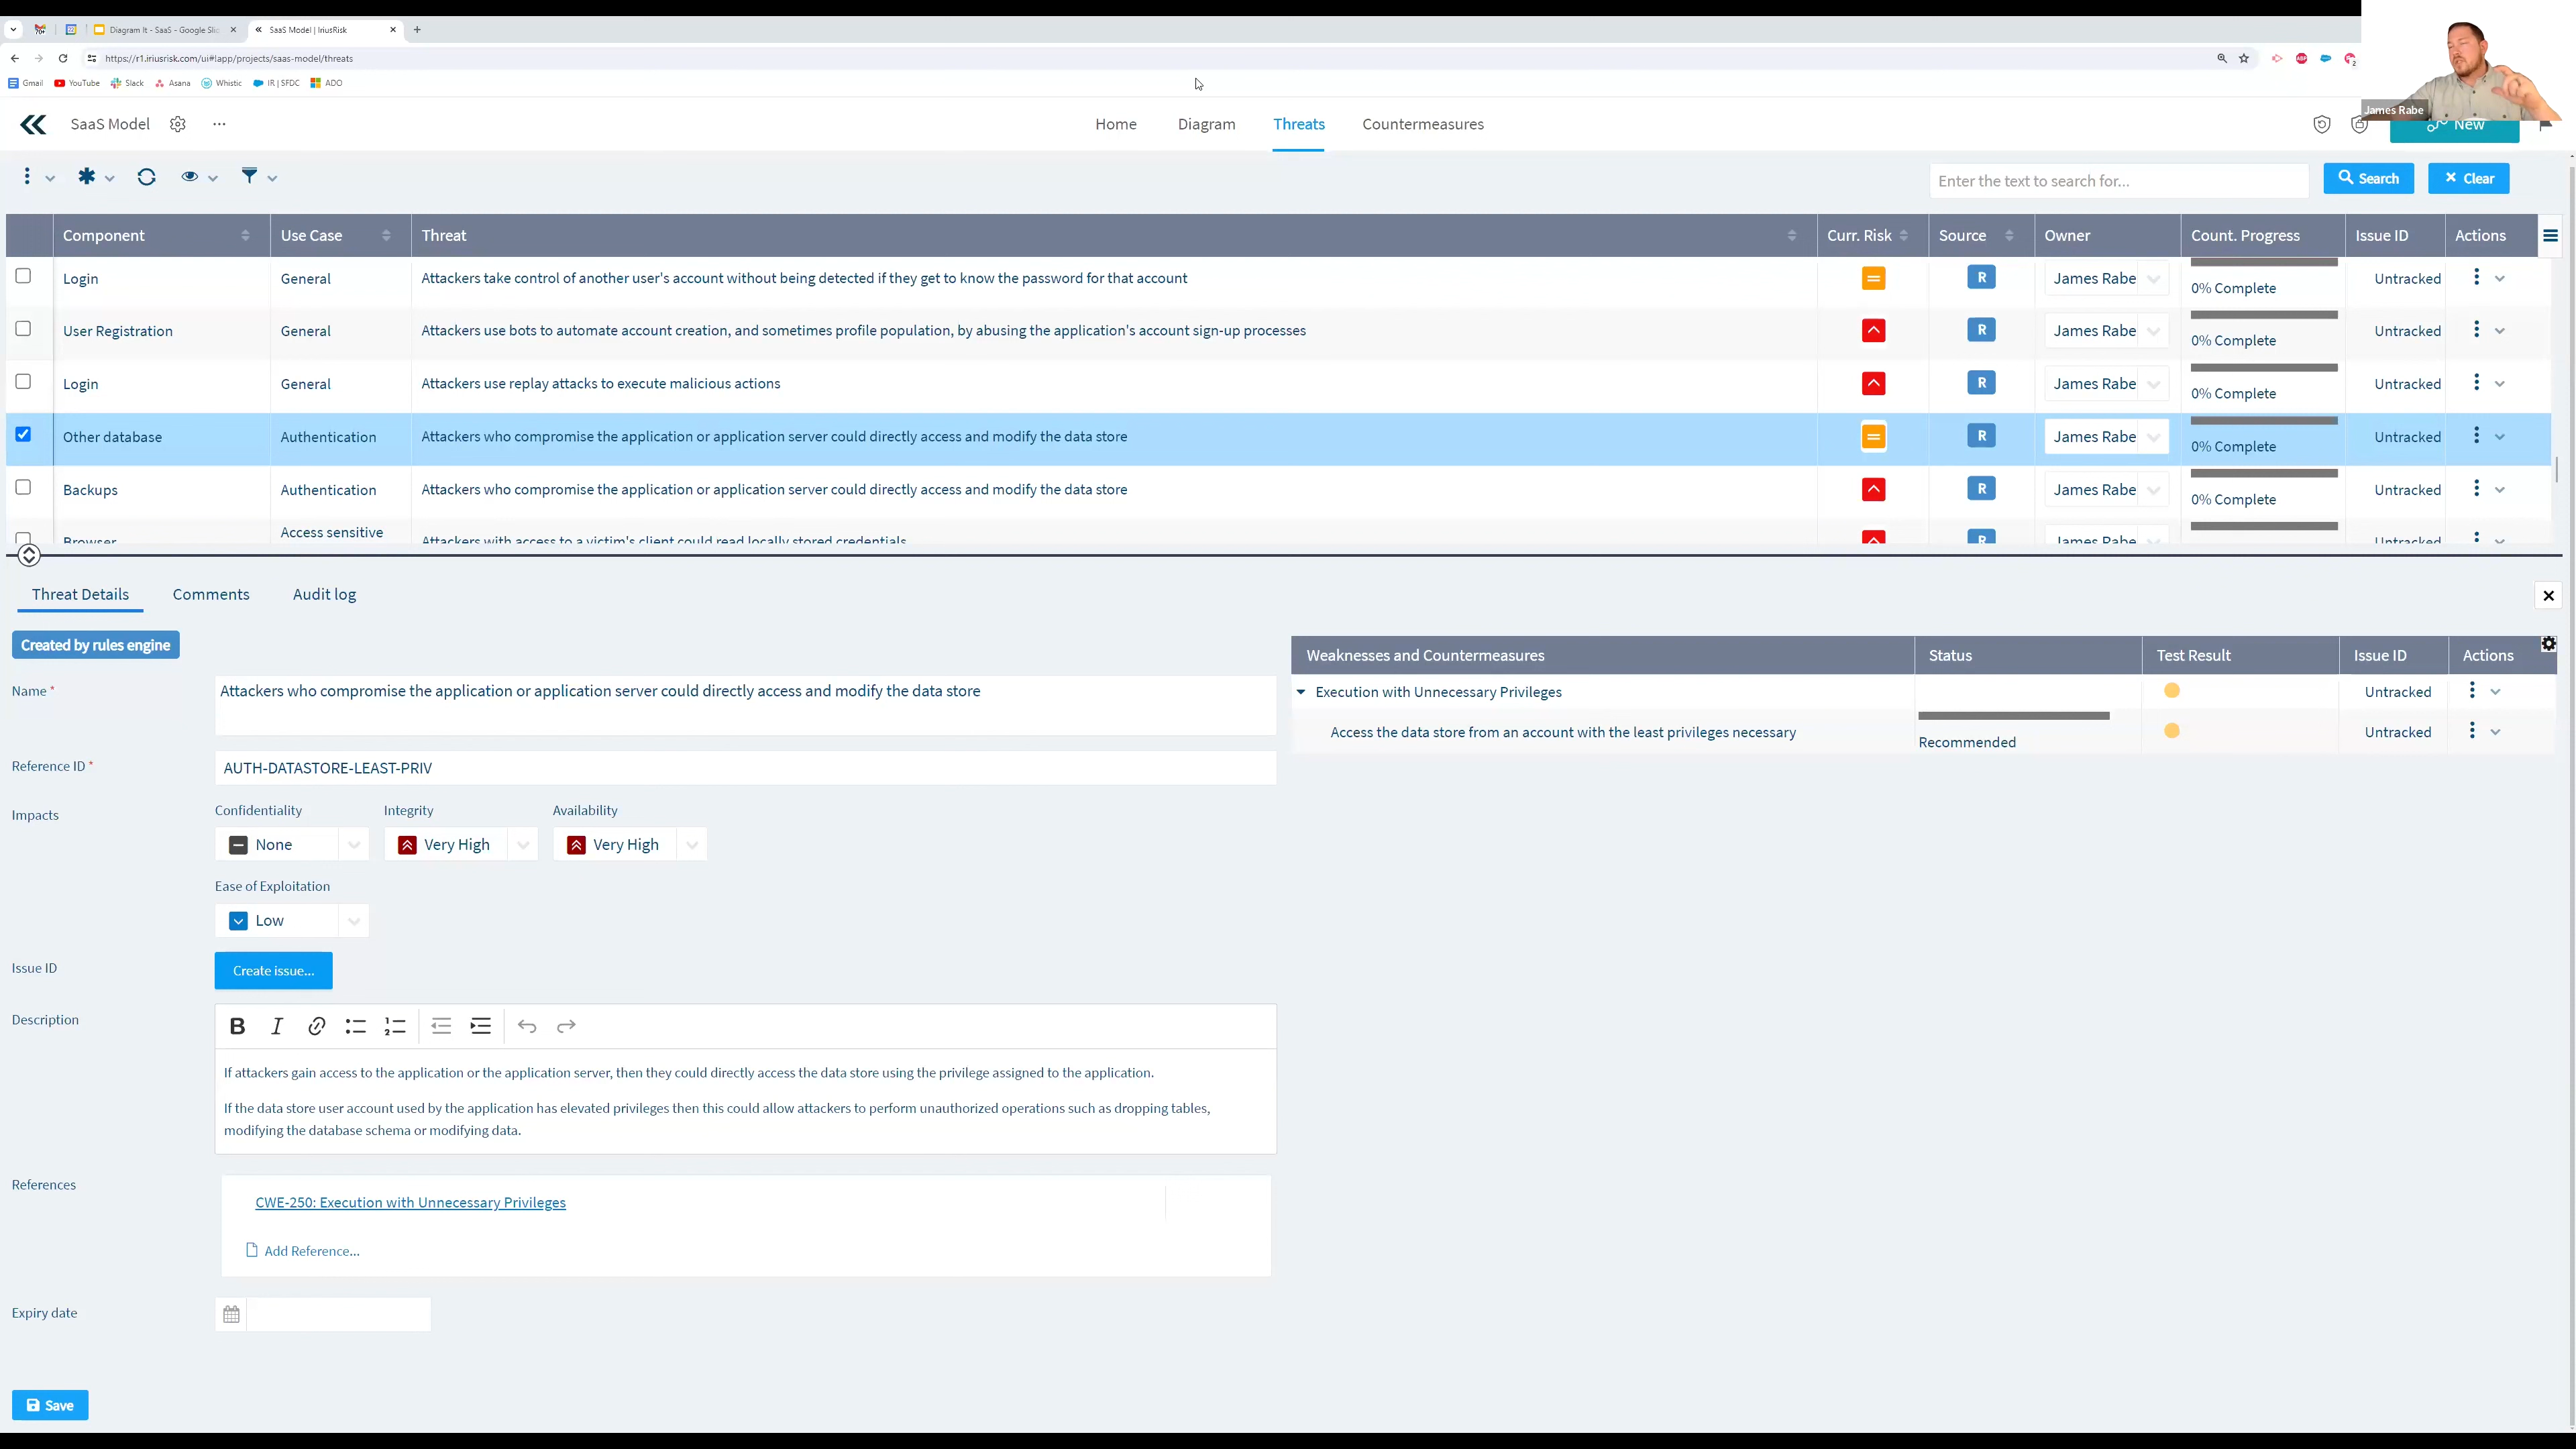 Diagram It - SaaS - Google Slid
SaaS Model | IriusRisk
https://r1.iriusrisk.com/ui#!app/projects/saas-model/threats
Gmail YouTube Slack Asana Whistic IR | SFDC ADO
James Rabe
SaaS Model
Home Diagram Threats Countermeasures
New
Enter the text to search for...
Search
Clear
Component Use Case Threat Curr. Risk Source Owner Count. Progress Issue ID Actions
Login General Attackers take control of another user's account without being detected if they get to know the password for that account R James Rabe 0% Complete Untracked
User Registration General Attackers use bots to automate account creation, and sometimes profile population, by abusing the application's account sign-up processes R James Rabe 0% Complete Untracked
Login General Attackers use replay attacks to execute malicious actions R James Rabe 0% Complete Untracked
Other database Authentication Attackers who compromise the application or application server could directly access and modify the data store R James Rabe 0% Complete Untracked
Backups Authentication Attackers who compromise the application or application server could directly access and modify the data store R James Rabe 0% Complete Untracked
Browser Access sensitive Attackers with access to a victim's client could read locally stored credentials R James Rabe Untracked
Threat Details Comments Audit log
Created by rules engine
Name *
Attackers who compromise the application or application server could directly access and modify the data store
Reference ID *
AUTH-DATASTORE-LEAST-PRIV
Impacts
Confidentiality Integrity Availability
None Very High Very High
Ease of Exploitation
Low
Issue ID
Create issue...
Description
If attackers gain access to the application or the application server, then they could directly access the data store using the privilege assigned to the application.
If the data store user account used by the application has elevated privileges then this could allow attackers to perform unauthorized operations such as dropping tables,
modifying the database schema or modifying data.
References
CWE-250: Execution with Unnecessary Privileges
Add Reference...
Expiry date
Save
Weaknesses and Countermeasures Status Test Result Issue ID Actions
Execution with Unnecessary Privileges Untracked
Access the data store from an account with the least privileges necessary Recommended Untracked